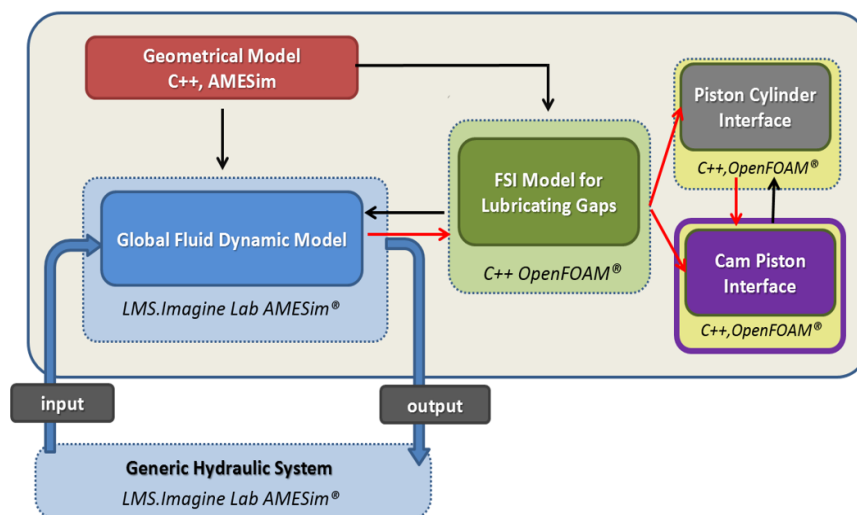 Geometrical Model
C++, AMESim
Piston Cylinder
Interface
C++,OpenFOAM®
FSI Model for
Lubricating Gaps
C++ OpenFOAM®
Global Fluid Dynamic Model
LMS.Imagine Lab AMESim®
Cam Piston
Interface
C++,OpenFOAM®
input
output
Generic Hydraulic System
LMS.Imagine Lab AMESim®